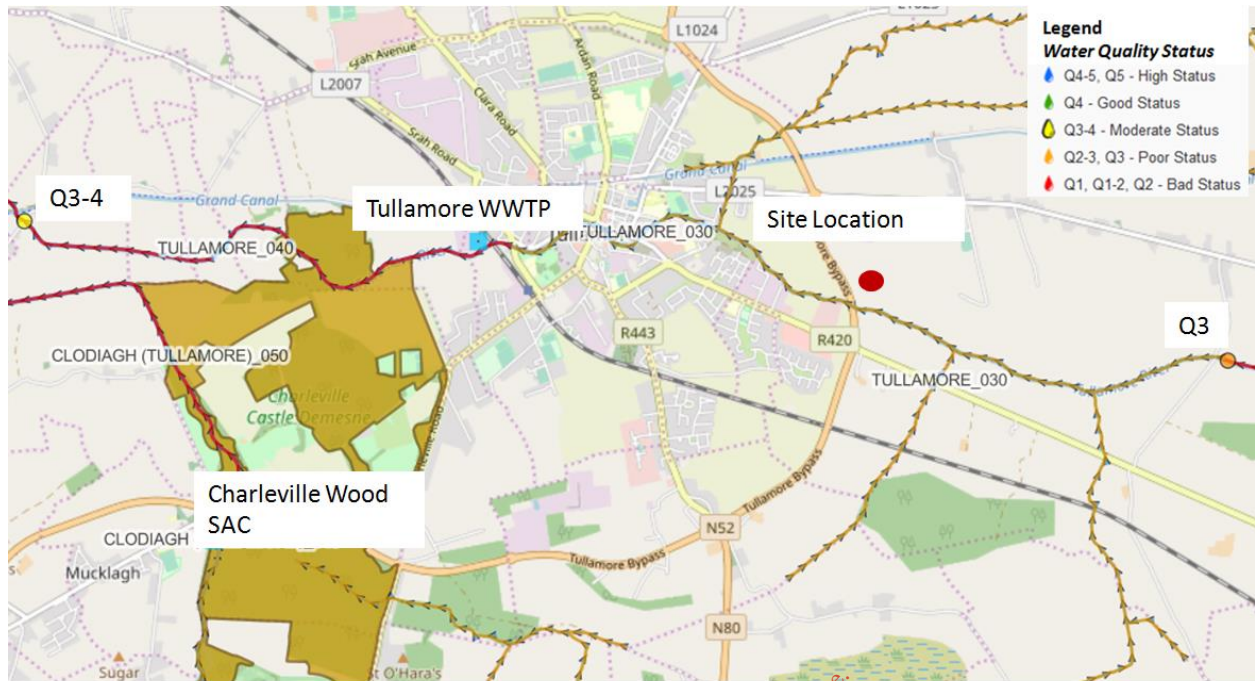 Legend
Water Quality Status
Q4-5, Q5 - High Status
Q4 - Good Status
Q3-4 - Moderate Status
Q2-3, Q3 - Poor Status
Q1, Q1-2, Q2 - Bad Status
L1024
Srah Avenue
Ardan Road
L2007
Clara Road
Srah Road
Grand Canal
L2025
Q3-4
Grand Canal
Tullamore WWTP
Site Location
TULLAMORE_040
TULLAMORE_030
Tullamore Bypass
Q3
R443
R420
CLODIAGH (TULLAMORE)_050
TULLAMORE_030
Charleville
Castle Demesne
Charleville Wood
SAC
Tullamore Bypass
N52
CLODIAGH
Tullamore Bypass
Mucklagh
N80
Sugar
St O'Hara's